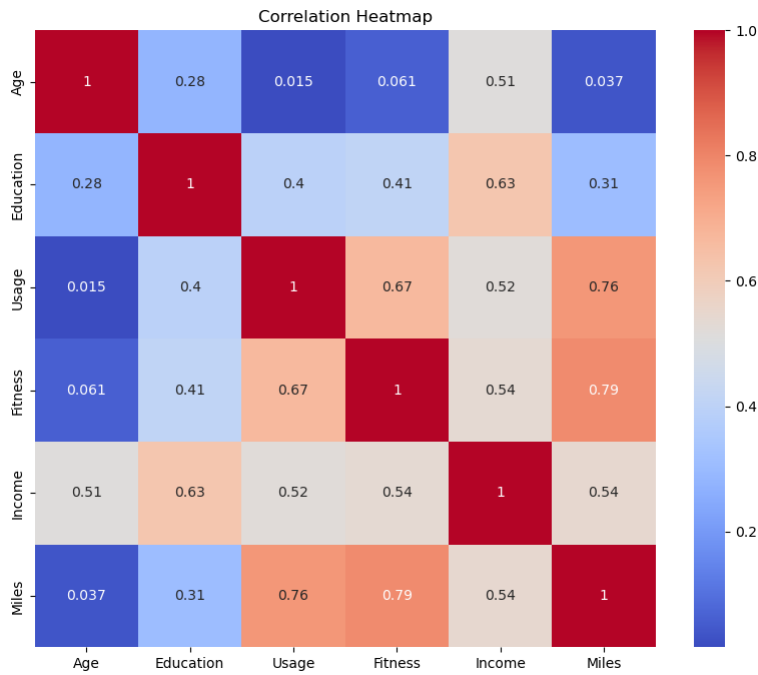 Correlation Heatmap
Age 1 0.28 0.015 0.061 0.51 0.037
Education 0.28 1 0.4 0.41 0.63 0.31
Usage 0.015 0.4 1 0.67 0.52 0.76
Fitness 0.061 0.41 0.67 1 0.54 0.79
Income 0.51 0.63 0.52 0.54 1 0.54
Miles 0.037 0.31 0.76 0.79 0.54 1
Age Education Usage Fitness Income Miles
1.0
0.8
0.6
0.4
0.2